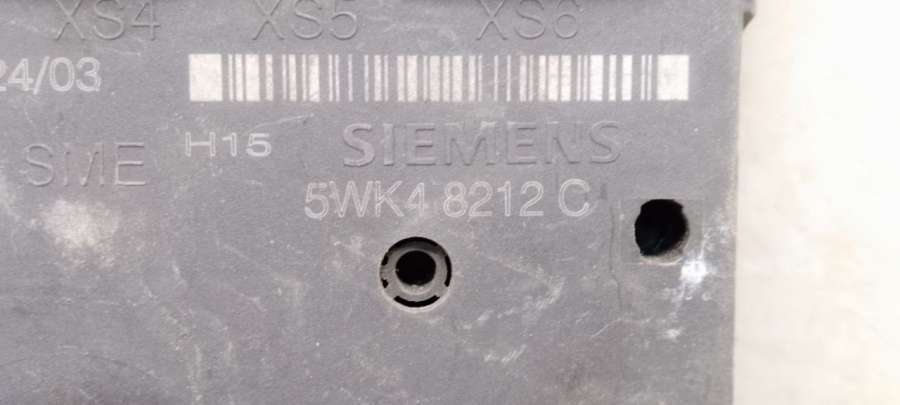 XS4 XS5 XS6
24/03
H15 SIEMENS
SME
5WK4 8212 C